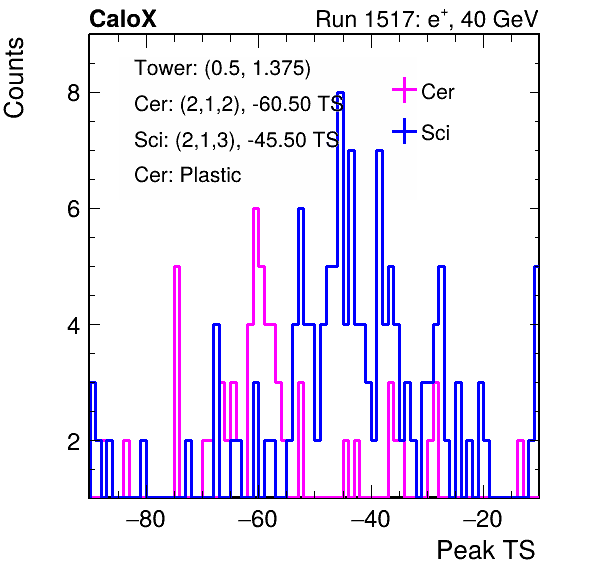 CaloX Run 1517: e⁺, 40 GeV
Counts
Tower: (0.5, 1.375)
Cer: (2,1,2), -60.50 TS
Sci: (2,1,3), -45.50 TS
Cer: Plastic
Cer
Sci
8
6
4
2
−80 −60 −40 −20
Peak TS